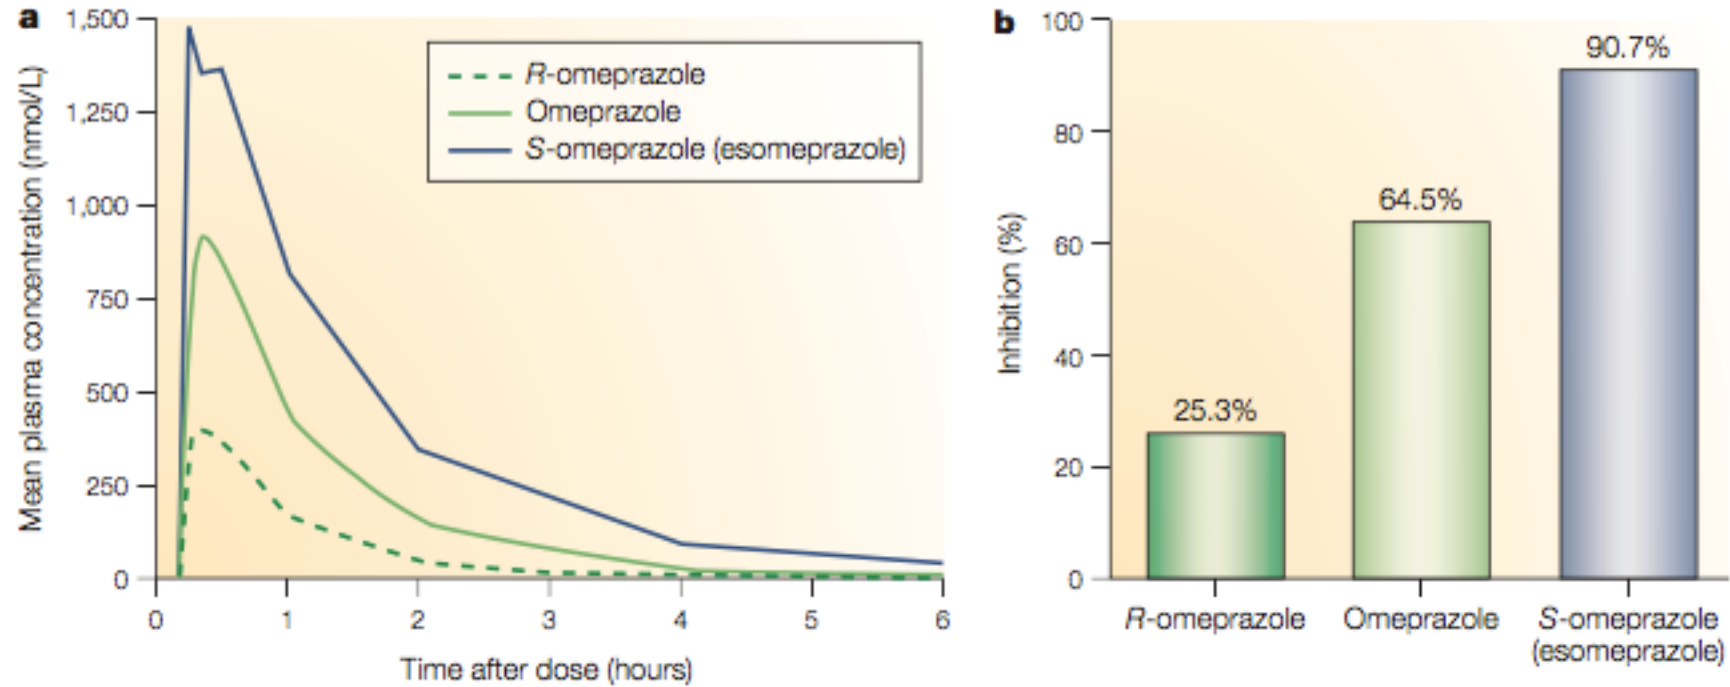 a
Mean plasma concentration (nmol/L)
1,500
1,250
1,000
750
500
250
0
R-omeprazole
Omeprazole
S-omeprazole (esomeprazole)
0 1 2 3 4 5 6
Time after dose (hours)
b
Inhibition (%)
100
80
60
40
20
0
25.3%
64.5%
90.7%
R-omeprazole
Omeprazole
S-omeprazole
(esomeprazole)